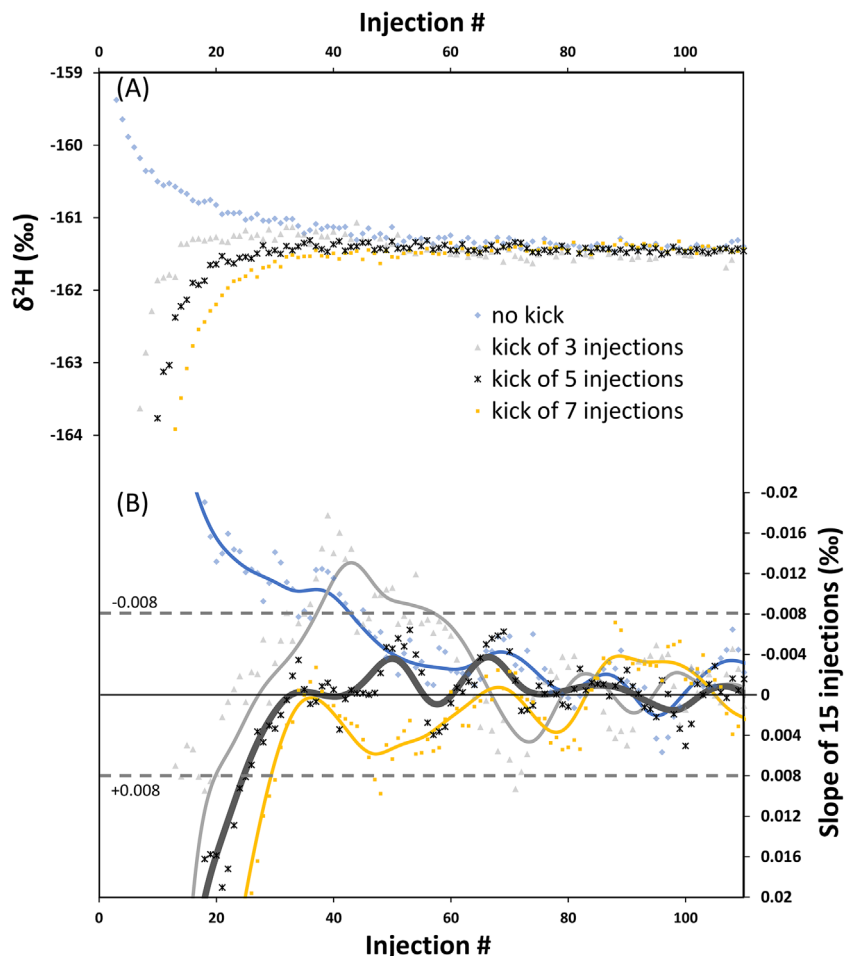 Injection #
0 20 40 60 80 100
-159
(A)
-160
-161
-162
-163
-164
δ²H (‰)
no kick
kick of 3 injections
kick of 5 injections
kick of 7 injections
(B)
-0.02
-0.016
-0.012
-0.008
-0.004
0
0.004
0.008
0.012
0.016
0.02
-0.008
+0.008
Slope of 15 injections (‰)
0 20 40 60 80 100
Injection #